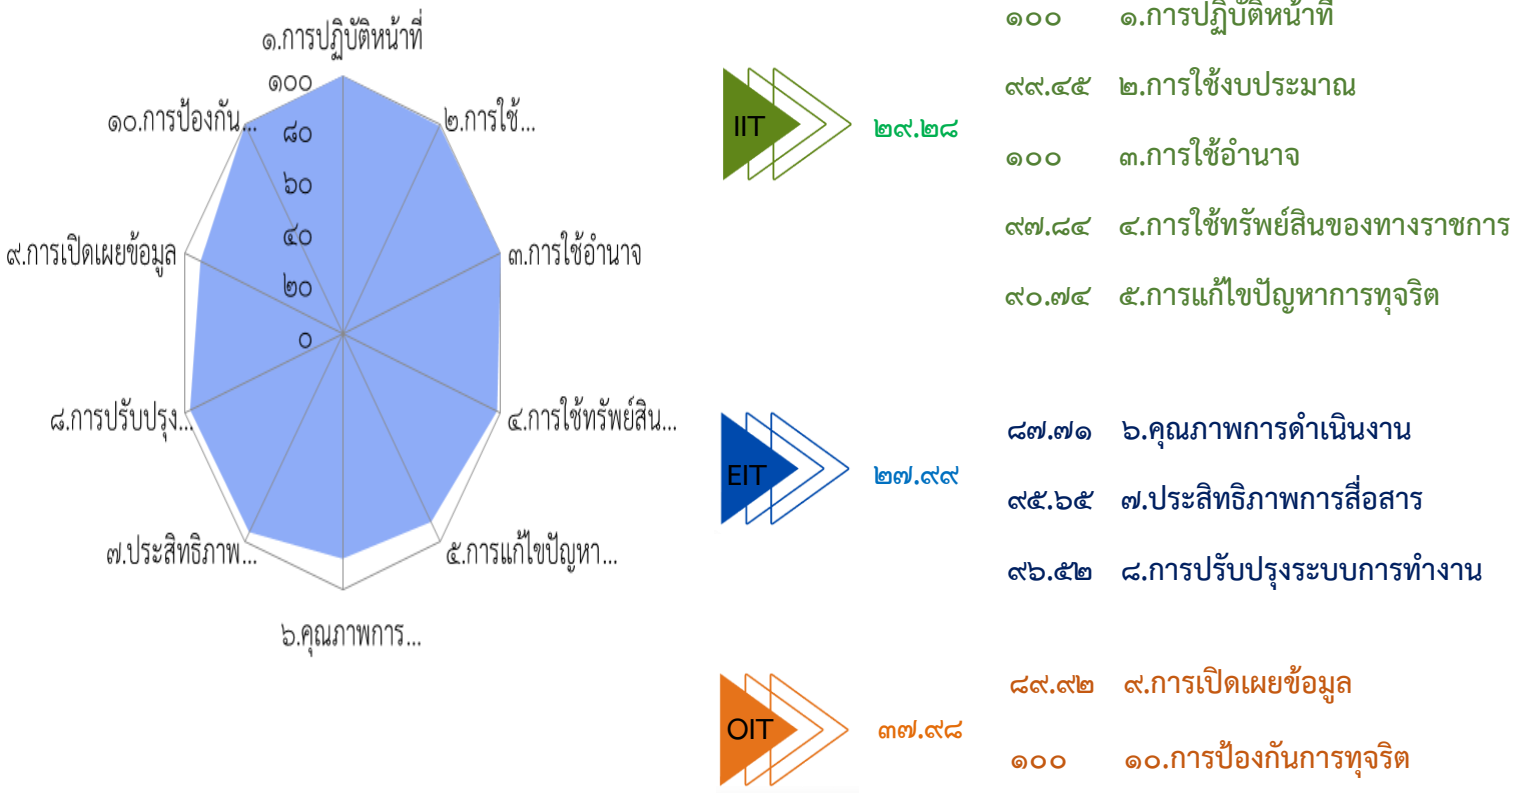 ๑.การปฏิบัติหน้าที่
๑๐๐
๑๐.การป้องกัน...
๘๐
๒.การใช้...
๖๐
๔๐
๙.การเปิดเผยข้อมูล
๓.การใช้อำนาจ
๒๐
๐
๘.การปรับปรุง...
๔.การใช้ทรัพย์สิน...
๗.ประสิทธิภาพ...
๕.การแก้ไขปัญหา...
๖.คุณภาพการ...
IIT ๒๙.๒๘
๑๐๐ ๑.การปฏิบัติหน้าที่
๙๙.๔๕ ๒.การใช้งบประมาณ
๑๐๐ ๓.การใช้อำนาจ
๙๗.๘๔ ๔.การใช้ทรัพย์สินของทางราชการ
๙๐.๗๔ ๕.การแก้ไขปัญหาการทุจริต
EIT ๒๗.๙๙
๘๗.๗๑ ๖.คุณภาพการดำเนินงาน
๙๕.๖๕ ๗.ประสิทธิภาพการสื่อสาร
๙๖.๕๒ ๘.การปรับปรุงระบบการทำงาน
OIT ๓๗.๙๘
๘๙.๙๒ ๙.การเปิดเผยข้อมูล
๑๐๐ ๑๐.การป้องกันการทุจริต